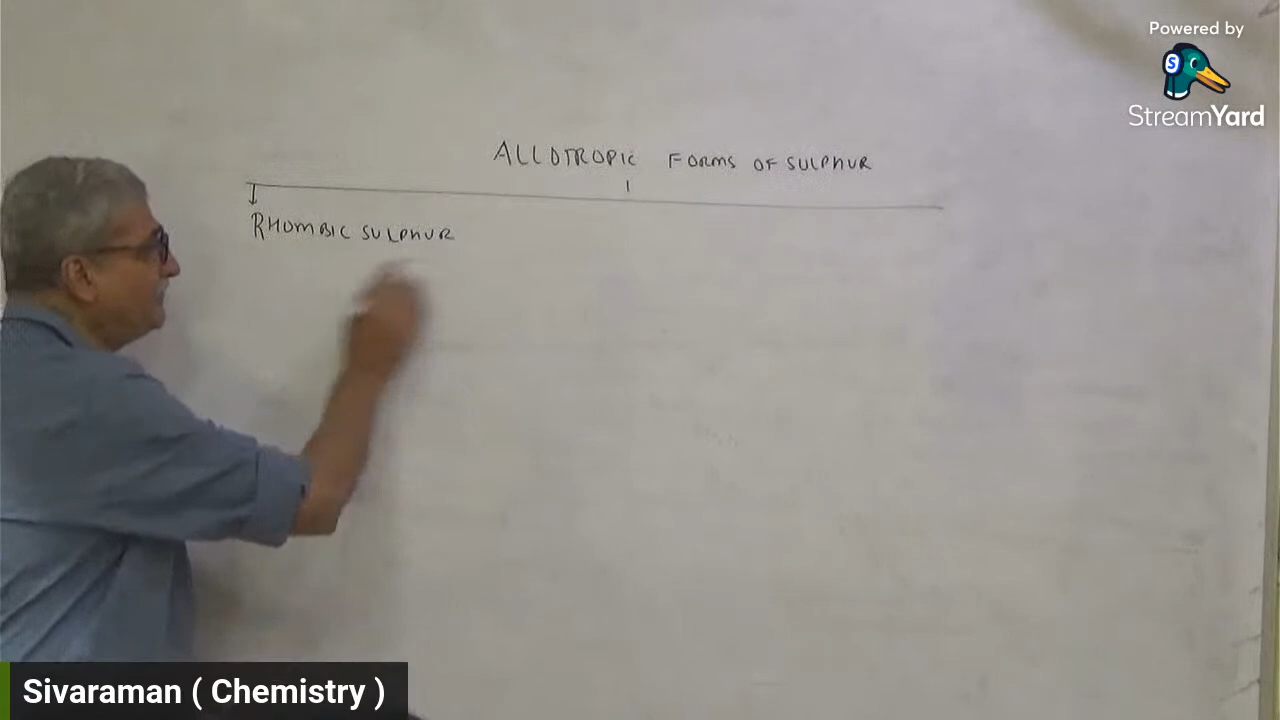 Powered by
StreamYard
ALLOTROPIC FORMS OF SULPHUR
RHOMBIC SULPHUR
Sivaraman ( Chemistry )